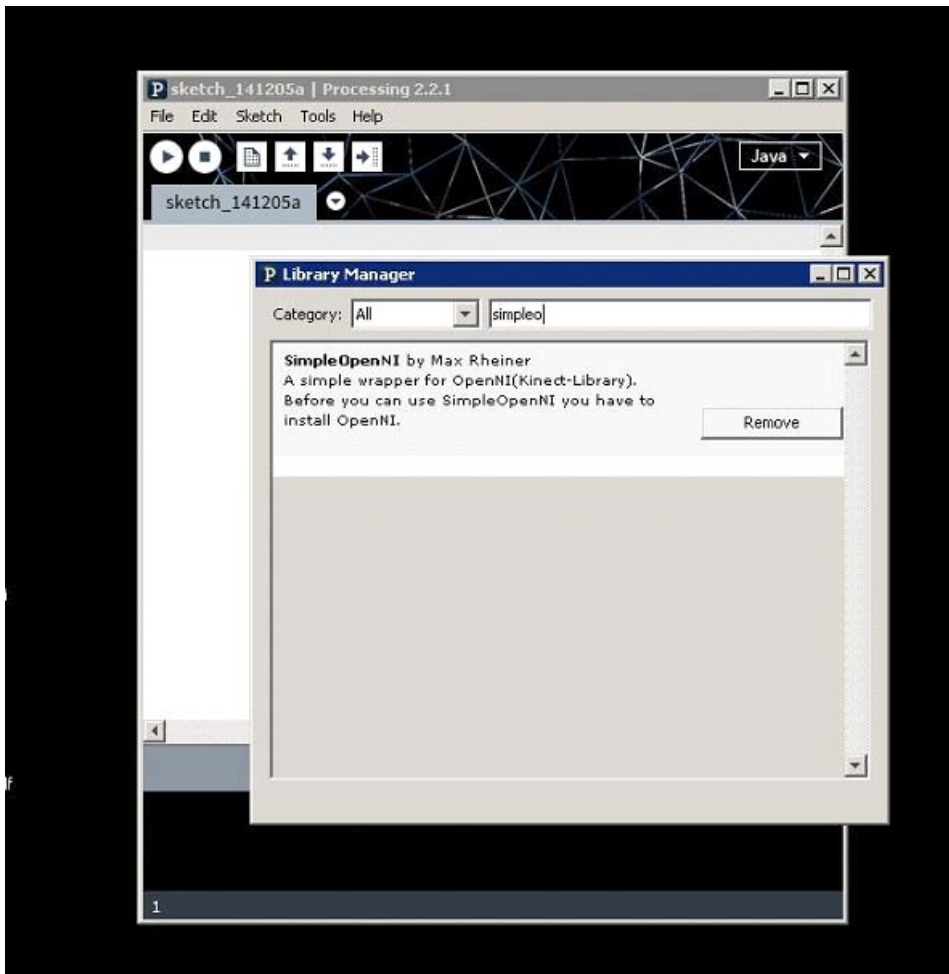 sketch_141205a | Processing 2.2.1
File Edit Sketch Tools Help
Java
sketch_141205a
Library Manager
Category: All simpleo
SimpleOpenNI by Max Rheiner
A simple wrapper for OpenNI(Kinect-Library).
Before you can use SimpleOpenNI you have to
install OpenNI.
Remove
lf
1